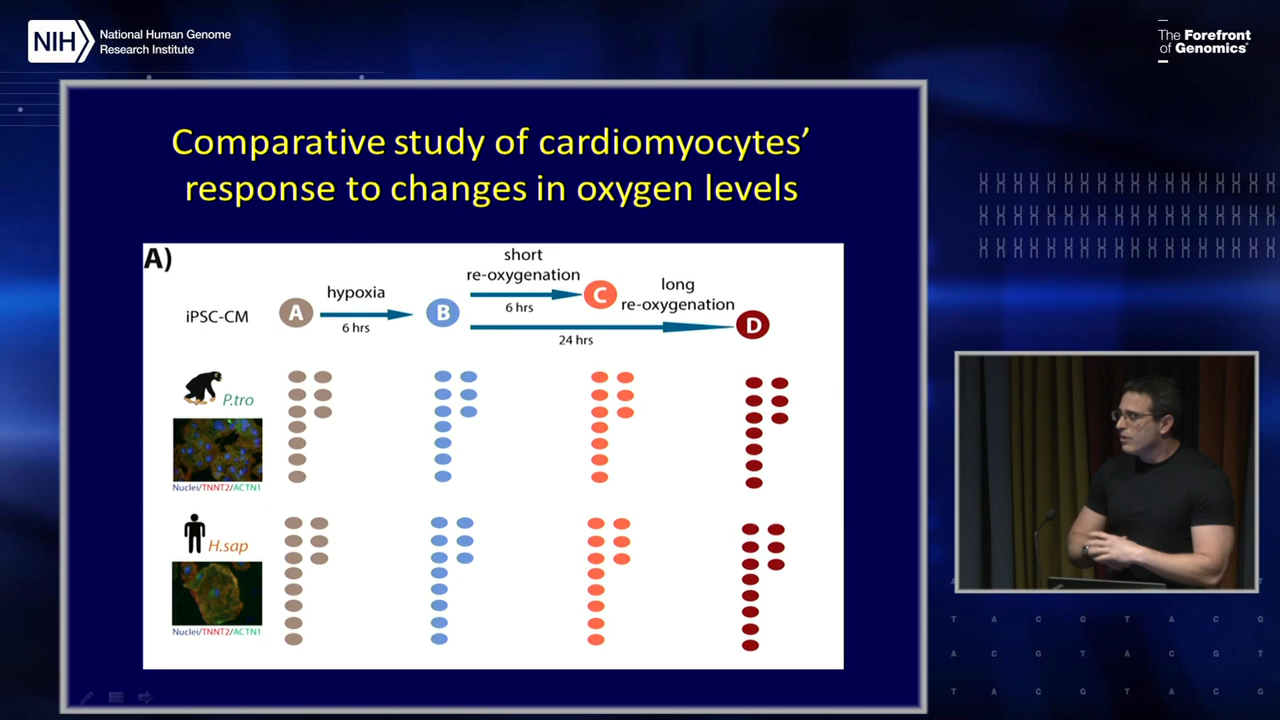 NIH
National Human Genome
Research Institute
The Forefront
of Genomics®
Comparative study of cardiomyocytes'
response to changes in oxygen levels
A)
short
re-oxygenation
6 hrs
long
re-oxygenation
24 hrs
hypoxia
6 hrs
iPSC-CM
A
B
C
D
P.tro
Nuclei/TNNT2/ACTN1
H.sap
Nuclei/TNNT2/ACTN1
T A C G T A C G
A C G T A C G T
T A C G T A C G